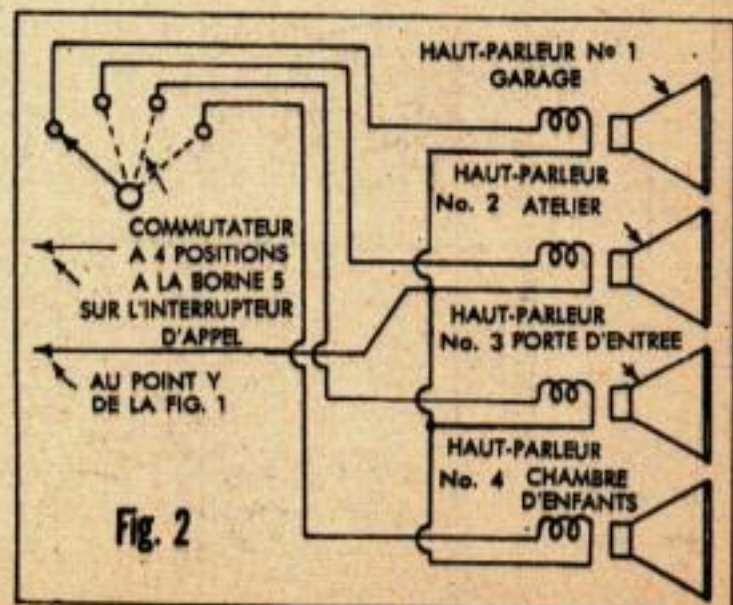 HAUT-PARLEUR No 1
GARAGE
HAUT-PARLEUR
No. 2 ATELIER
COMMUTATEUR
A 4 POSITIONS
A LA BORNE 5
SUR L'INTERRUPTEUR
D'APPEL
HAUT-PARLEUR
No. 3 PORTE D'ENTREE
AU POINT Y
DE LA FIG. 1
HAUT-PARLEUR
No. 4 CHAMBRE
D'ENFANTS
Fig. 2